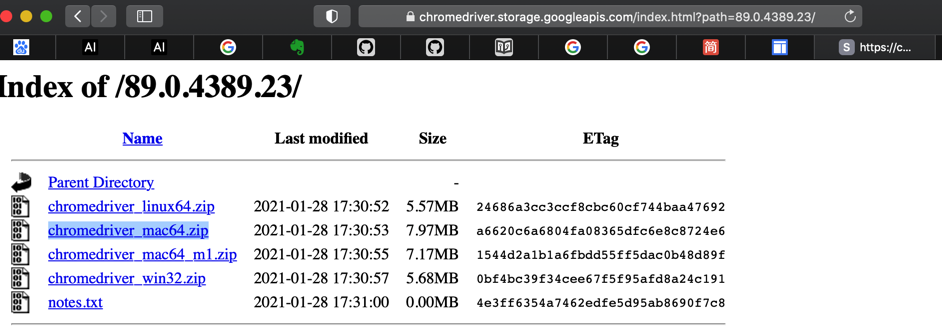 chromedriver.storage.googleapis.com/index.html?path=89.0.4389.23/
AI AI G G G 简 S https://c...
Index of /89.0.4389.23/
Name Last modified Size ETag
Parent Directory -
chromedriver_linux64.zip 2021-01-28 17:30:52 5.57MB 24686a3cc3ccf8cbc60cf744baa47692
chromedriver_mac64.zip 2021-01-28 17:30:53 7.97MB a6620c6a6804fa08365dfc6e8c8724e6
chromedriver_mac64_m1.zip 2021-01-28 17:30:55 7.17MB 1544d2a1b1a6fbdd55ff5dac0b48d89f
chromedriver_win32.zip 2021-01-28 17:30:57 5.68MB 0bf4bc39f34cee67f5f95afd8a24c191
notes.txt 2021-01-28 17:31:00 0.00MB 4e3ff6354a7462edfe5d95ab8690f7c8